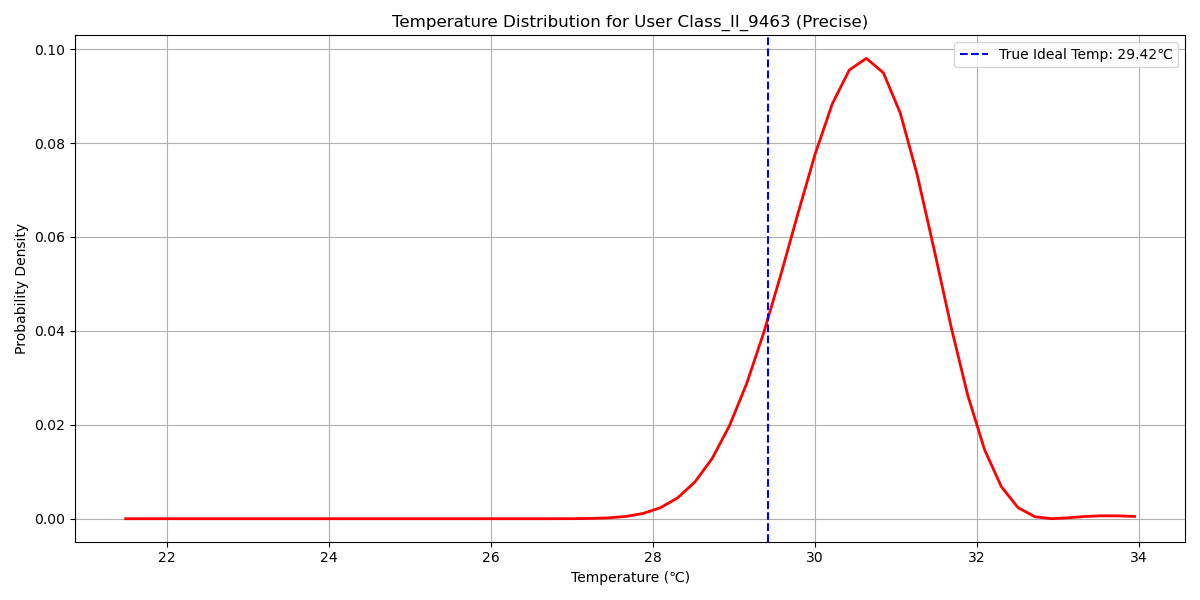 Temperature Distribution for User Class_II_9463 (Precise)
True Ideal Temp: 29.42℃
Probability Density
0.10
0.08
0.06
0.04
0.02
0.00
22 24 26 28 30 32 34
Temperature (℃)